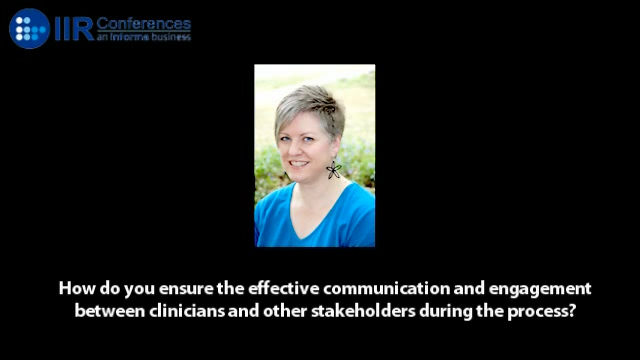 IIR Conferences
an informa business
How do you ensure the effective communication and engagement
between clinicians and other stakeholders during the process?